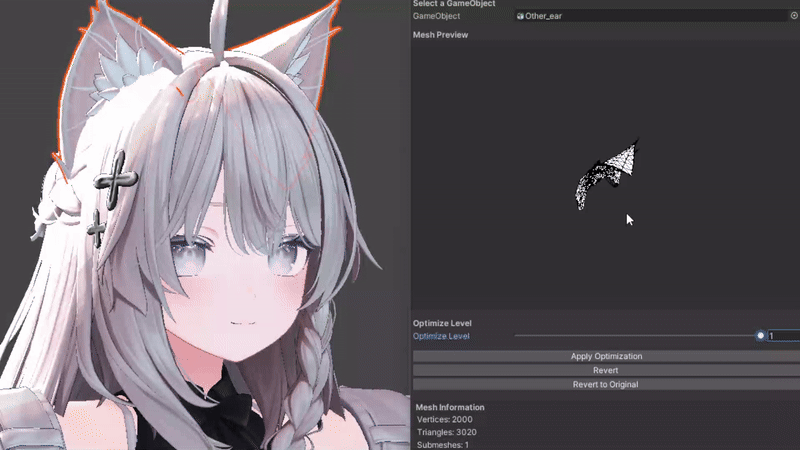 Select a GameObject
GameObject Other_ear
Mesh Preview
Optimize Level
Optimize Level 1
Apply Optimization
Revert
Revert to Original
Mesh Information
Vertices: 2000
Triangles: 3020
Submeshes: 1